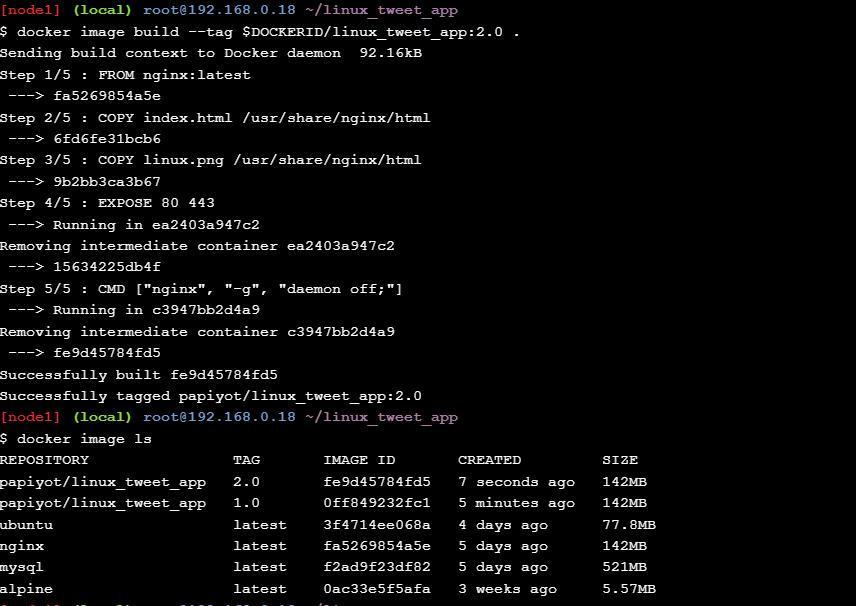 [node1] (local) root@192.168.0.18 ~/linux_tweet_app
$ docker image build --tag $DOCKERID/linux_tweet_app:2.0 .
Sending build context to Docker daemon  92.16kB
Step 1/5 : FROM nginx:latest
 ---> fa5269854a5e
Step 2/5 : COPY index.html /usr/share/nginx/html
 ---> 6fd6fe31bcb6
Step 3/5 : COPY linux.png /usr/share/nginx/html
 ---> 9b2bb3ca3b67
Step 4/5 : EXPOSE 80 443
 ---> Running in ea2403a947c2
Removing intermediate container ea2403a947c2
 ---> 15634225db4f
Step 5/5 : CMD ["nginx", "-g", "daemon off;"]
 ---> Running in c3947bb2d4a9
Removing intermediate container c3947bb2d4a9
 ---> fe9d45784fd5
Successfully built fe9d45784fd5
Successfully tagged papiyot/linux_tweet_app:2.0
[node1] (local) root@192.168.0.18 ~/linux_tweet_app
$ docker image ls
REPOSITORY                TAG       IMAGE ID       CREATED         SIZE
papiyot/linux_tweet_app   2.0       fe9d45784fd5   7 seconds ago   142MB
papiyot/linux_tweet_app   1.0       0ff849232fc1   5 minutes ago   142MB
ubuntu                    latest    3f4714ee068a   4 days ago      77.8MB
nginx                     latest    fa5269854a5e   5 days ago      142MB
mysql                     latest    f2ad9f23df82   5 days ago      521MB
alpine                    latest    0ac33e5f5afa   3 weeks ago     5.57MB